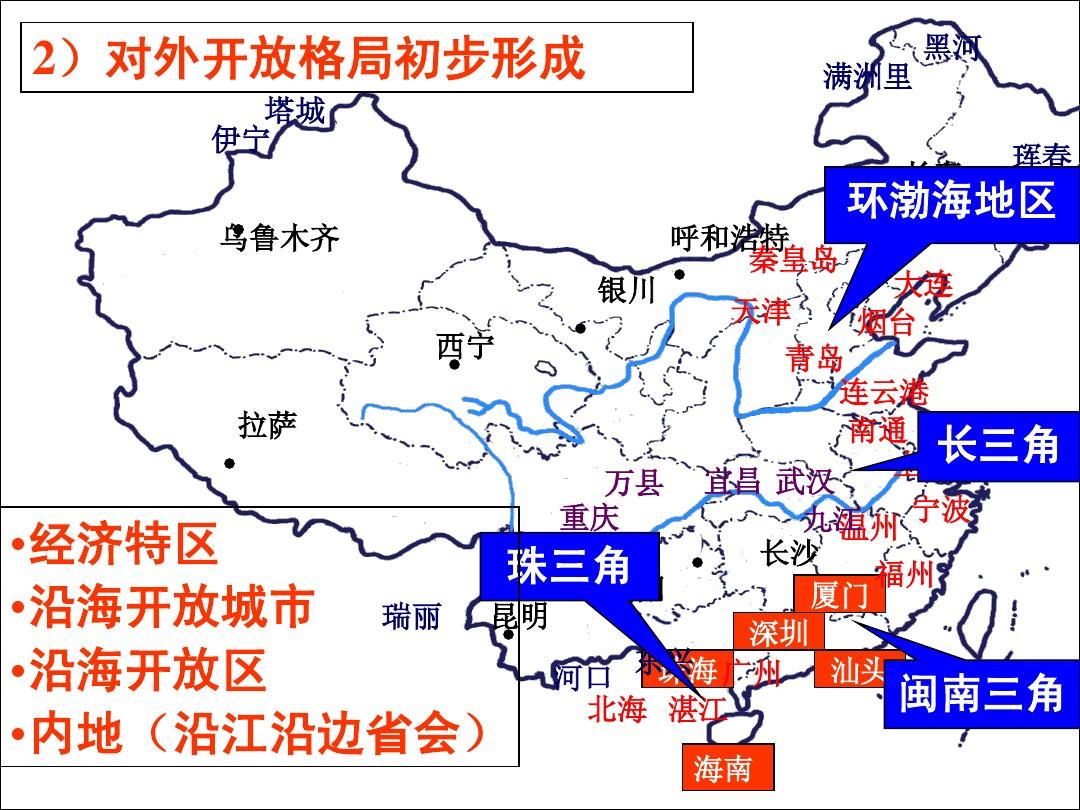 2）对外开放格局初步形成
黑河
满洲里
塔城
伊宁
珲春
环渤海地区
乌鲁木齐
呼和浩特
秦皇岛
银川
大连
天津
烟台
西宁
青岛
连云港
拉萨
南通
长三角
万县
宜昌
武汉
宁波
重庆
九江
温州
长沙
珠三角
福州
厦门
瑞丽
昆明
深圳
东兴
珠海
广州
汕头
河口
闽南三角
北海
湛江
海南
•经济特区
•沿海开放城市
•沿海开放区
•内地（沿江沿边省会）